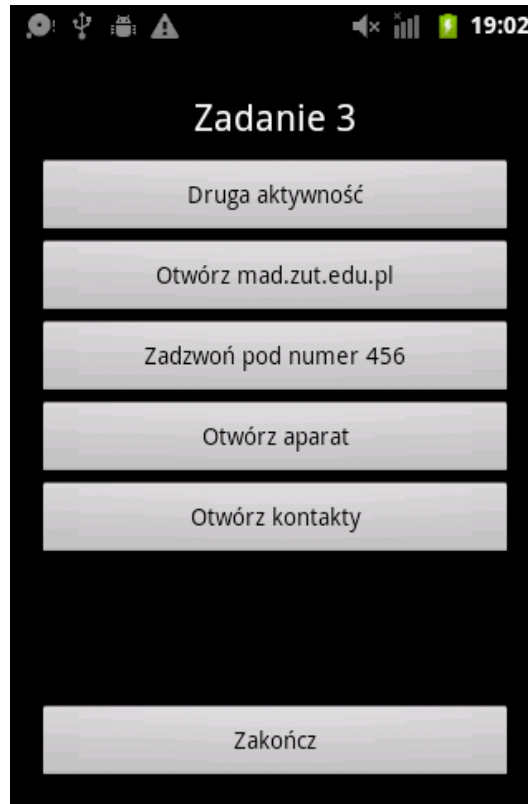 19:02
Zadanie 3
Druga aktywność
Otwórz mad.zut.edu.pl
Zadzwoń pod numer 456
Otwórz aparat
Otwórz kontakty
Zakończ